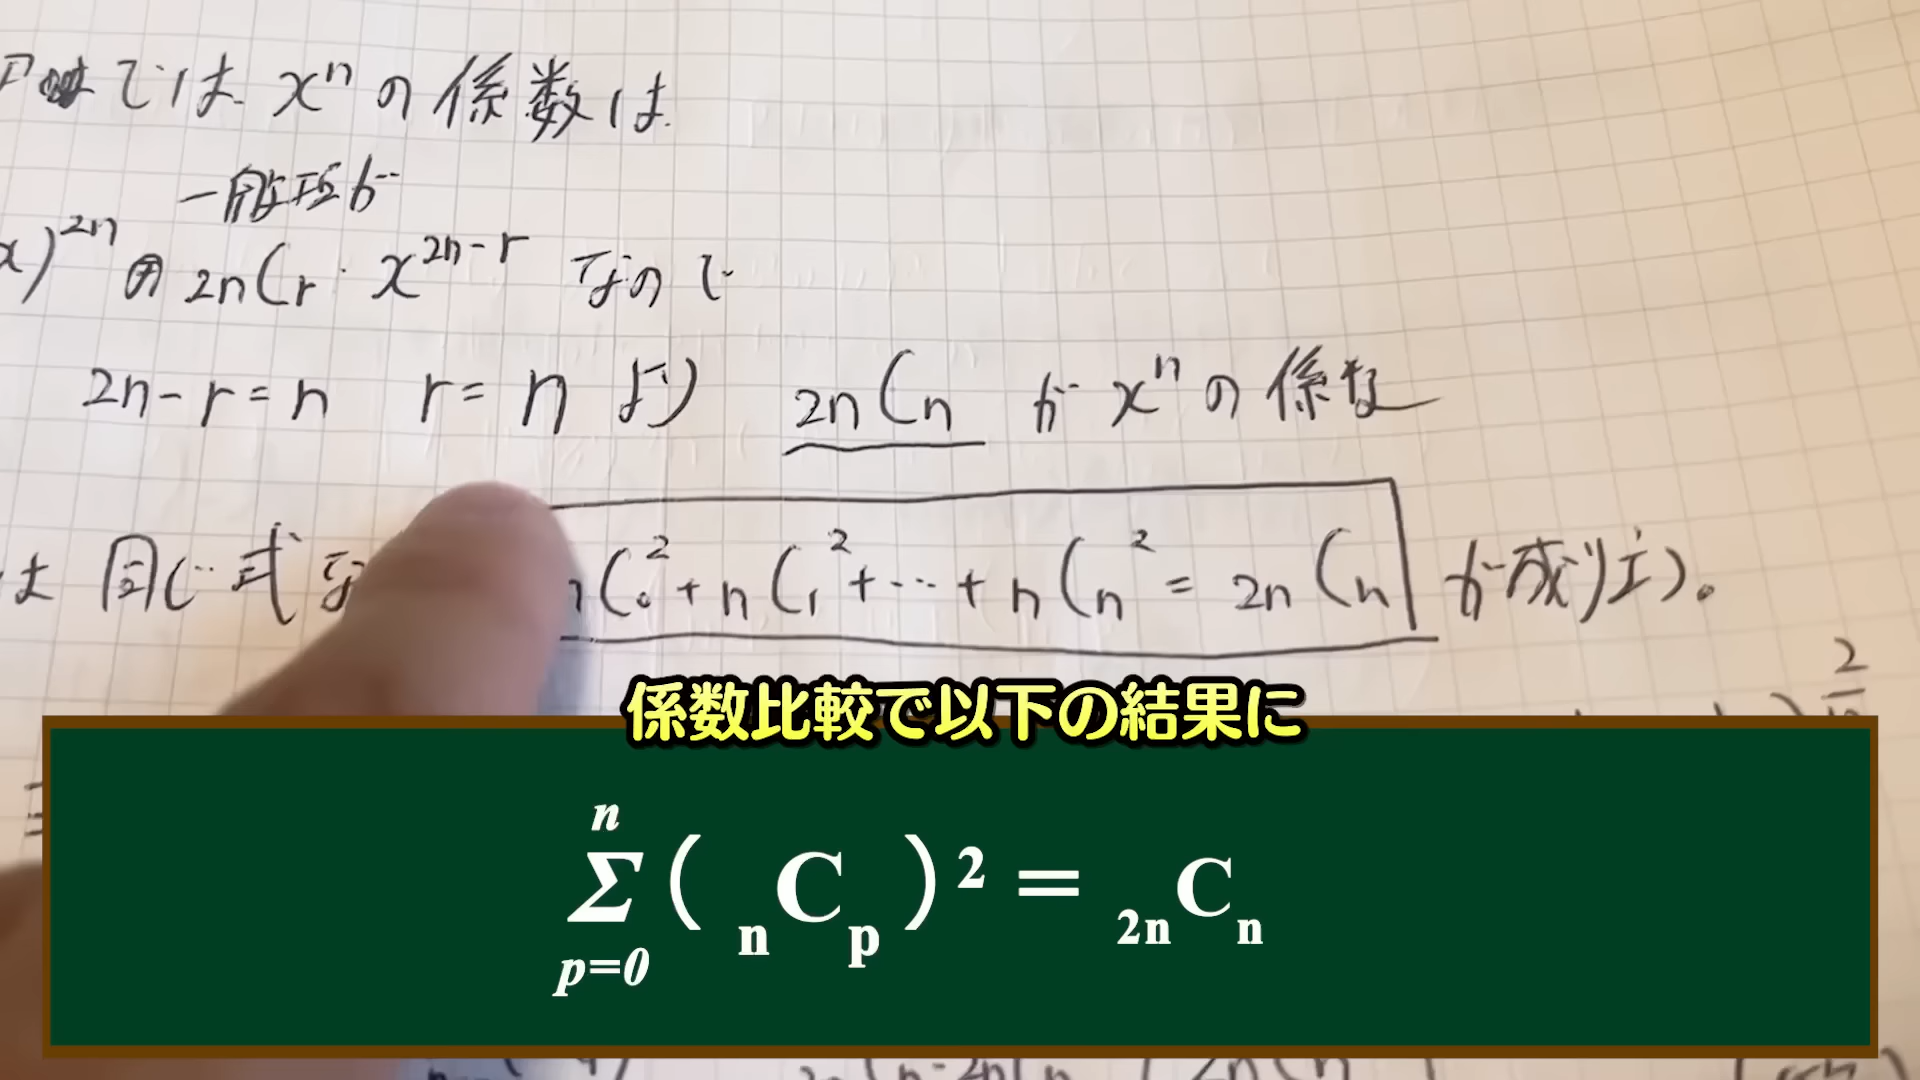 では xⁿ の 係数は
一般項が
x)²ⁿ の 2nCr・x²ⁿ⁻ʳ なので
2n-r=n r=n より 2nCn が xⁿ の 係数
は 同じ式な nC₀²+nC₁²+…+nCn²=2nCn が成り立つ。
係数比較で以下の結果に
n
Σ( nCp )² = 2nCn
p=0